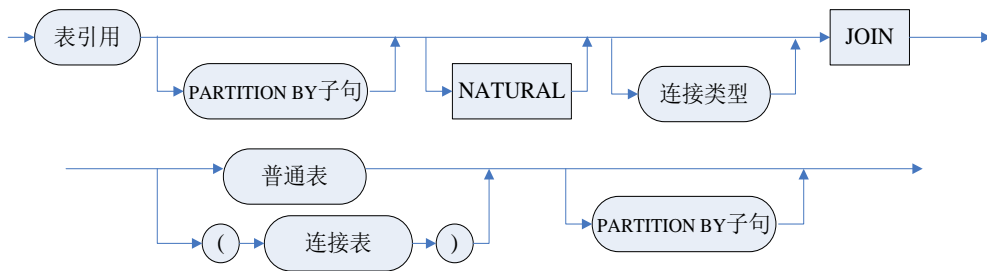 表引用
JOIN
PARTITION BY子句
NATURAL
连接类型
普通表
( 连接表 )
PARTITION BY子句